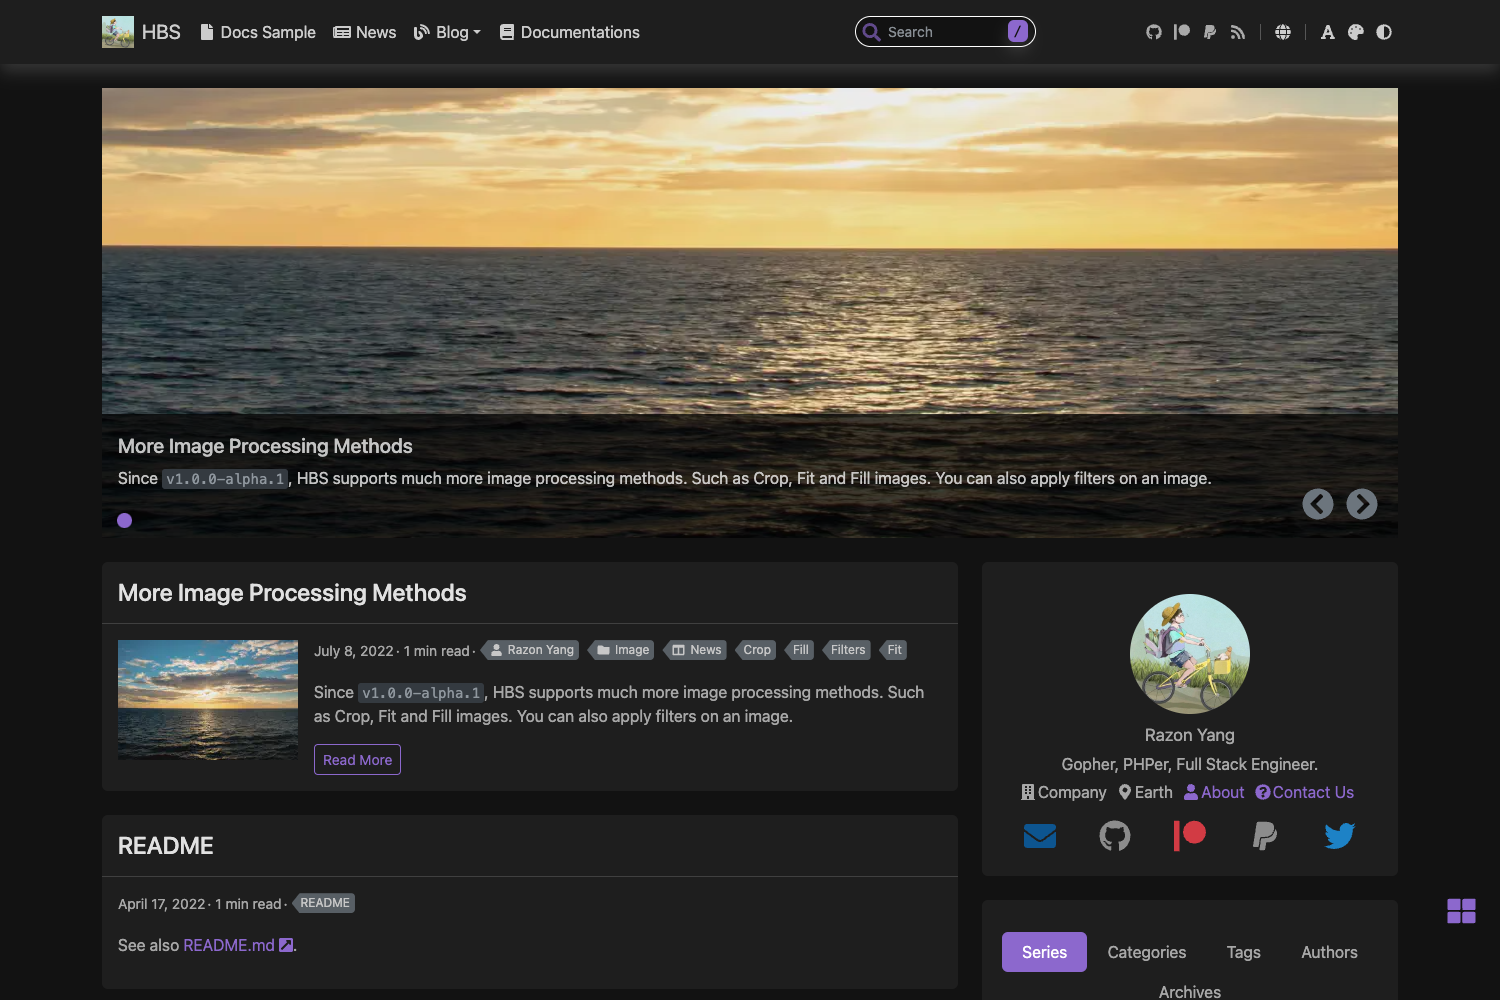 HBS Docs Sample News Blog Documentations Search /
More Image Processing Methods
Since v1.0.0-alpha.1, HBS supports much more image processing methods. Such as Crop, Fit and Fill images. You can also apply filters on an image.
More Image Processing Methods
July 8, 2022 · 1 min read · Razon Yang Image News Crop Fill Filters Fit
Since v1.0.0-alpha.1, HBS supports much more image processing methods. Such
as Crop, Fit and Fill images. You can also apply filters on an image.
Read More
README
April 17, 2022 · 1 min read · README
See also README.md.
Razon Yang
Gopher, PHPer, Full Stack Engineer.
Company Earth About Contact Us
Series Categories Tags Authors
Archives